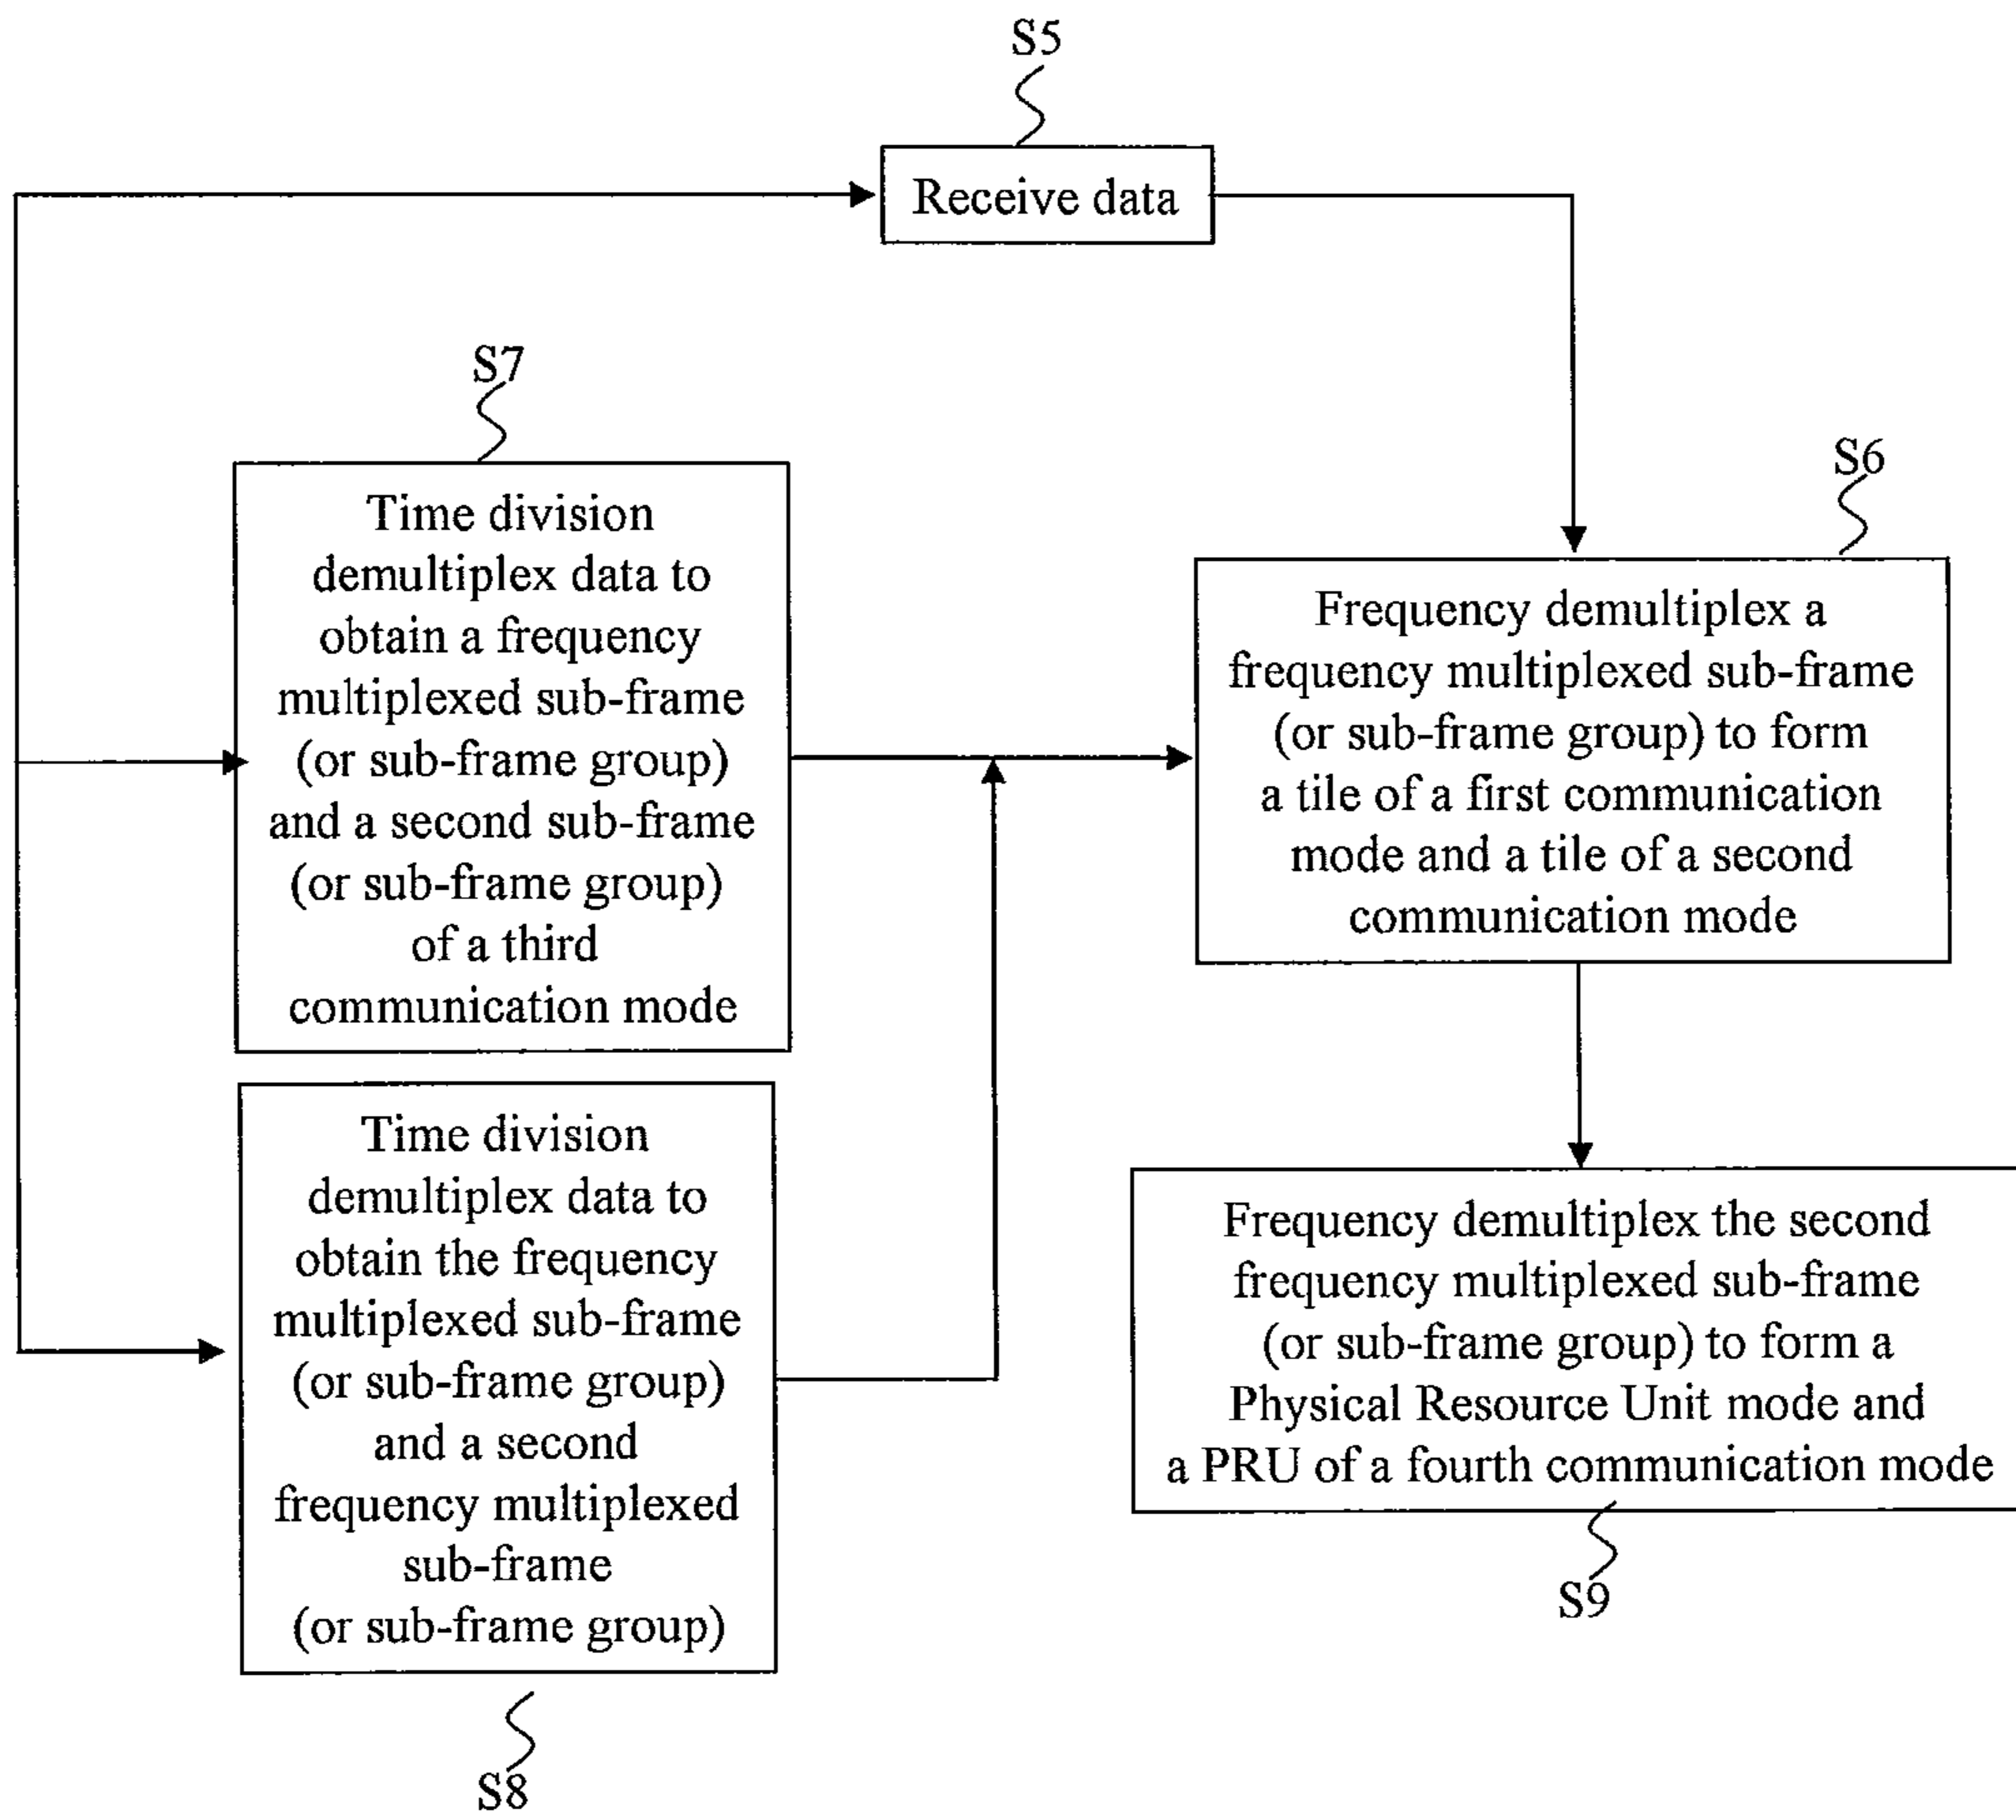 S5
Receive data
S7
Time division
demultiplex data to
obtain a frequency
multiplexed sub-frame
(or sub-frame group)
and a second sub-frame
(or sub-frame group)
of a third
communication mode
S6
Frequency demultiplex a
frequency multiplexed sub-frame
(or sub-frame group) to form
a tile of a first communication
mode and a tile of a second
communication mode
Time division
demultiplex data to
obtain the frequency
multiplexed sub-frame
(or sub-frame group)
and a second
frequency multiplexed
sub-frame
(or sub-frame group)
S8
Frequency demultiplex the second
frequency multiplexed sub-frame
(or sub-frame group) to form a
Physical Resource Unit mode and
a PRU of a fourth communication mode
S9